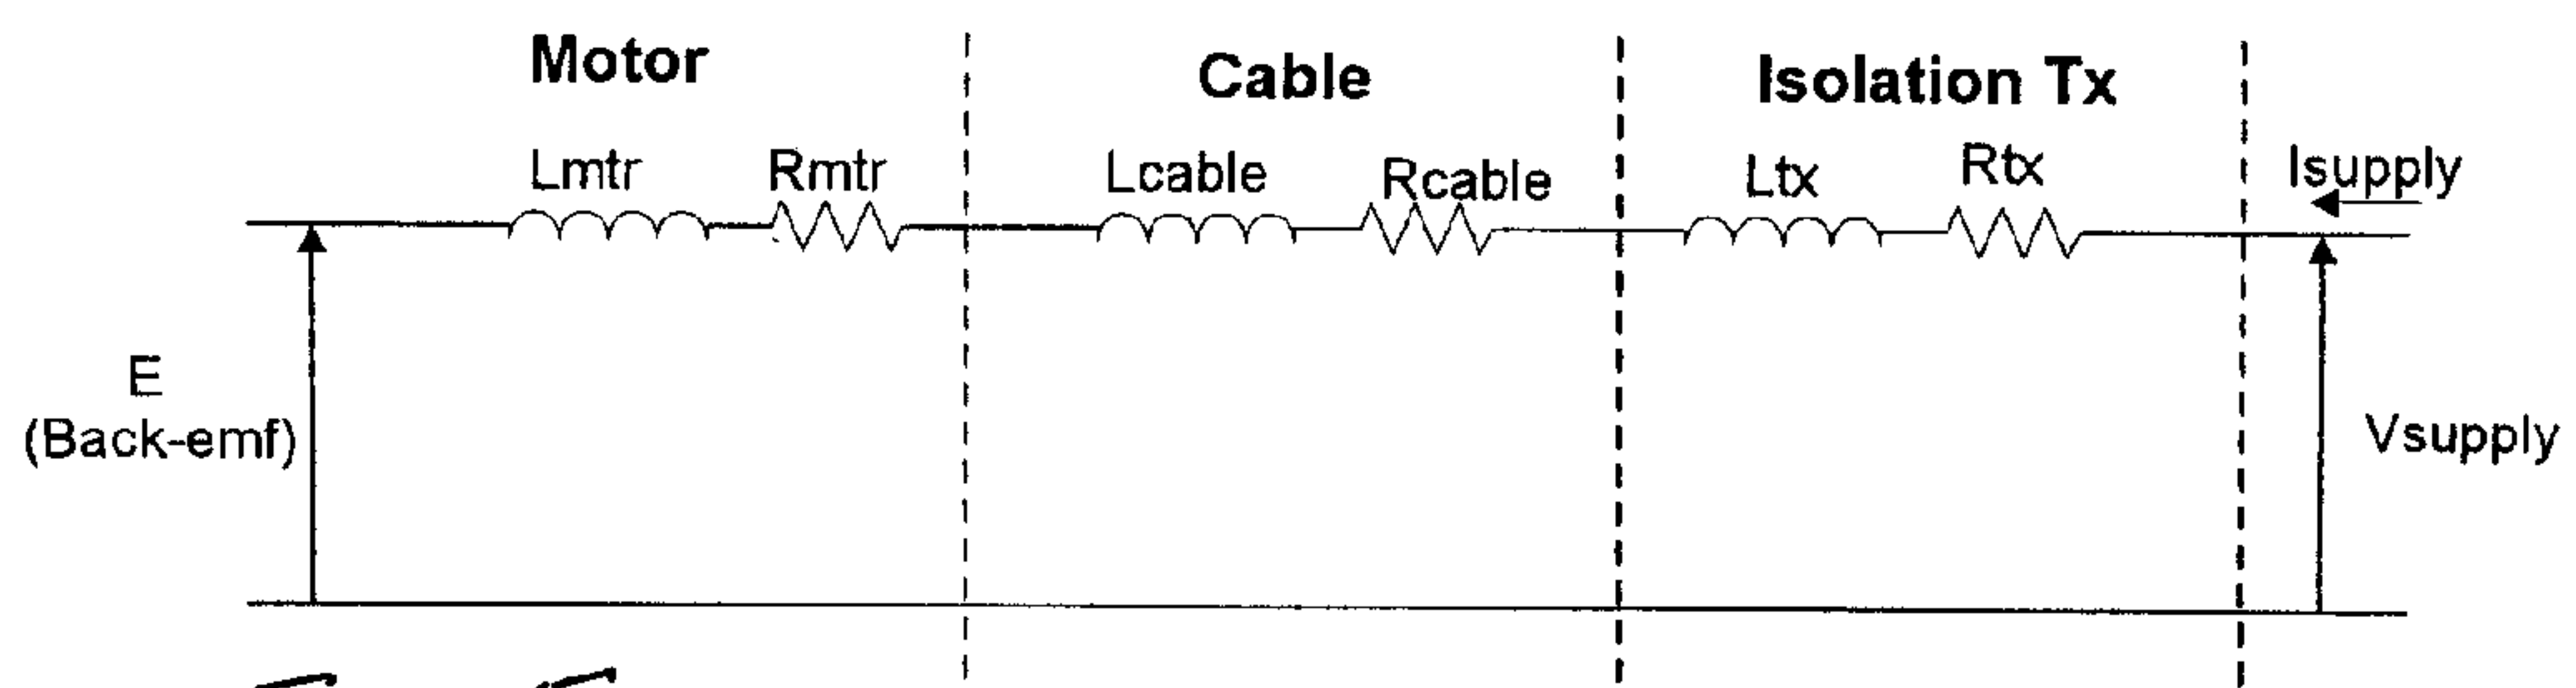 Motor
Cable
Isolation Tx
Lmtr
Rmtr
Lcable
Rcable
Ltx
Rtx
Isupply
E
(Back-emf)
Vsupply